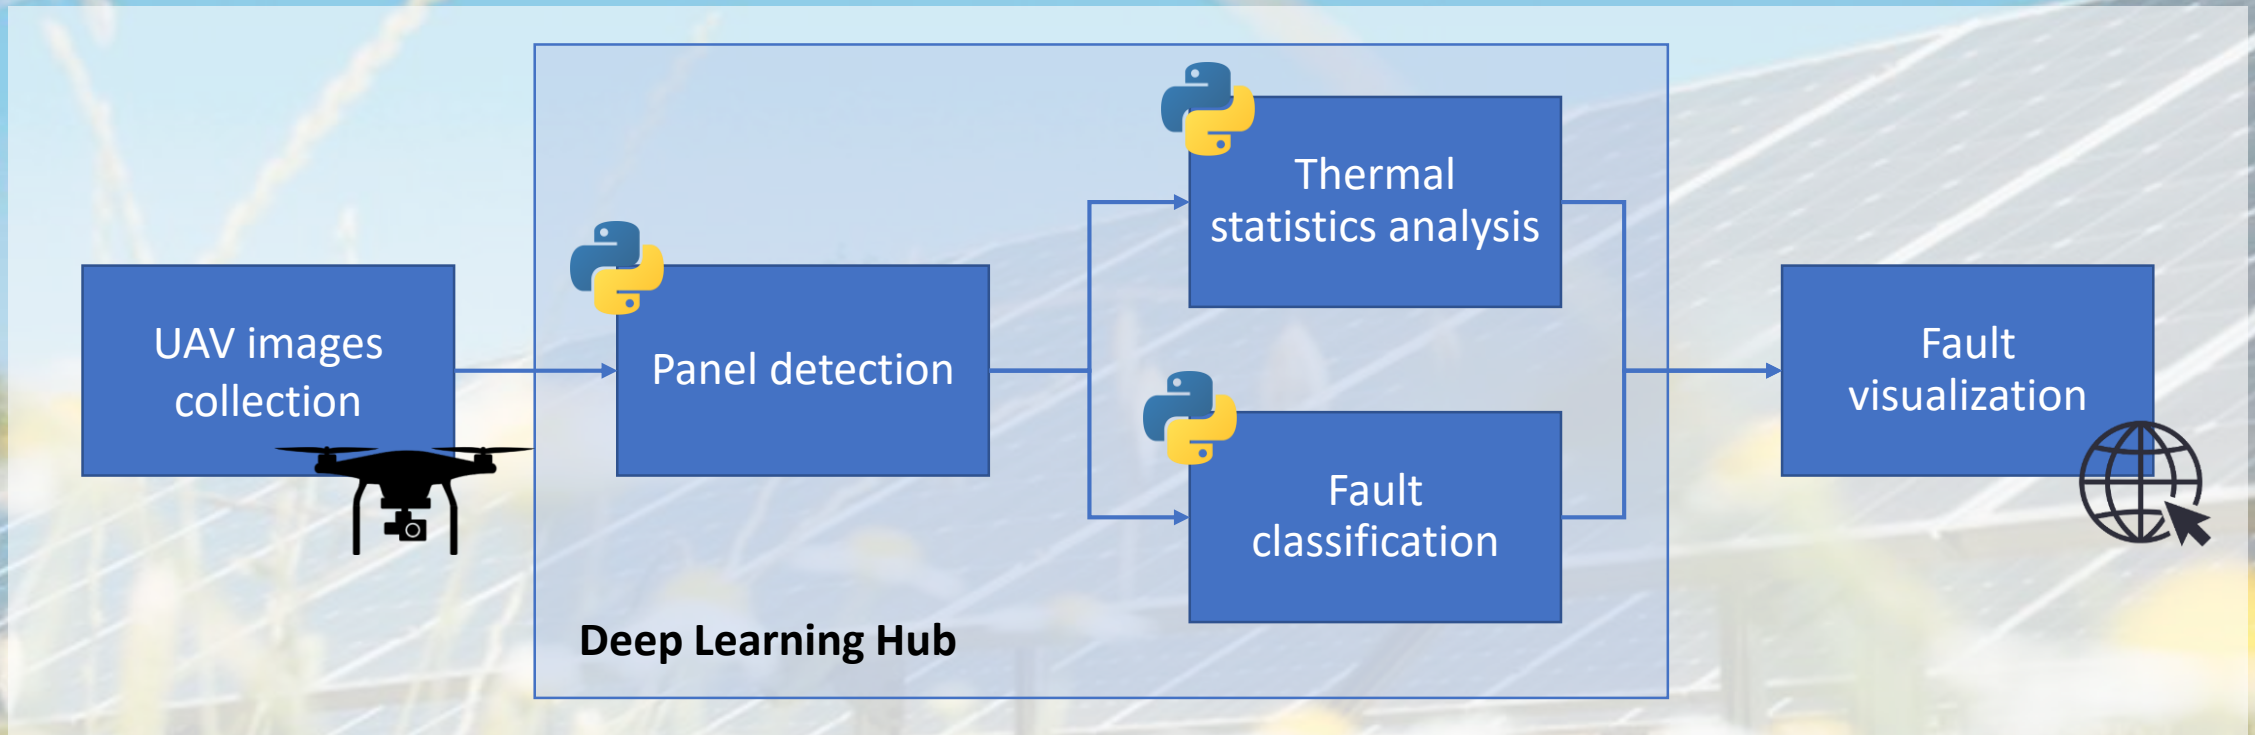 UAV images
collection
Panel detection
Thermal
statistics analysis
Fault
classification
Fault
visualization
Deep Learning Hub